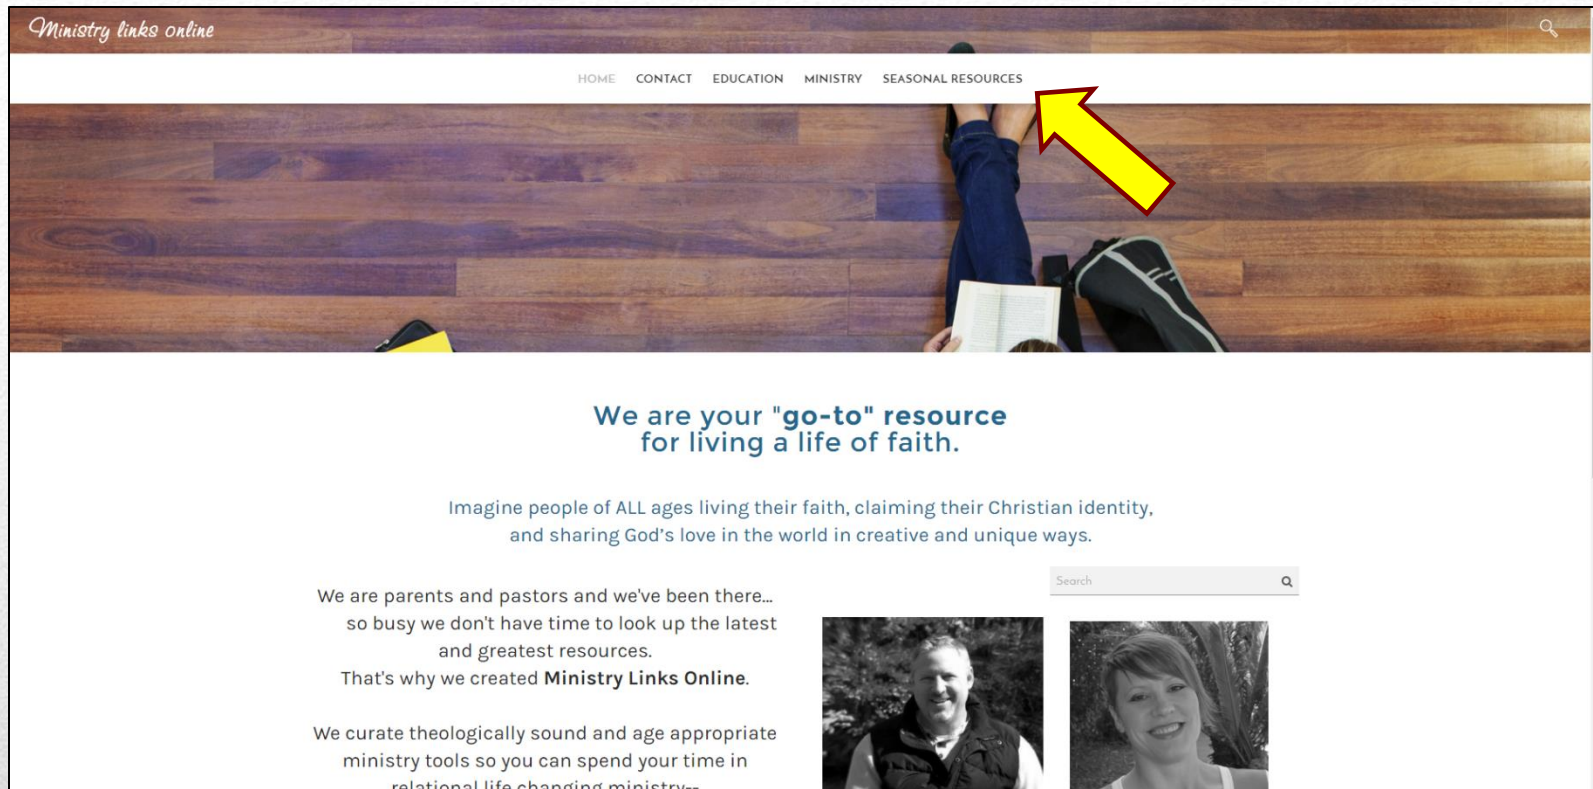 Ministry links online
HOME CONTACT EDUCATION MINISTRY SEASONAL RESOURCES
We are your "go-to" resource
for living a life of faith.
Imagine people of ALL ages living their faith, claiming their Christian identity,
and sharing God's love in the world in creative and unique ways.
Search
We are parents and pastors and we've been there...
so busy we don't have time to look up the latest
and greatest resources.
That's why we created Ministry Links Online.
We curate theologically sound and age appropriate
ministry tools so you can spend your time in
relational life changing ministry--